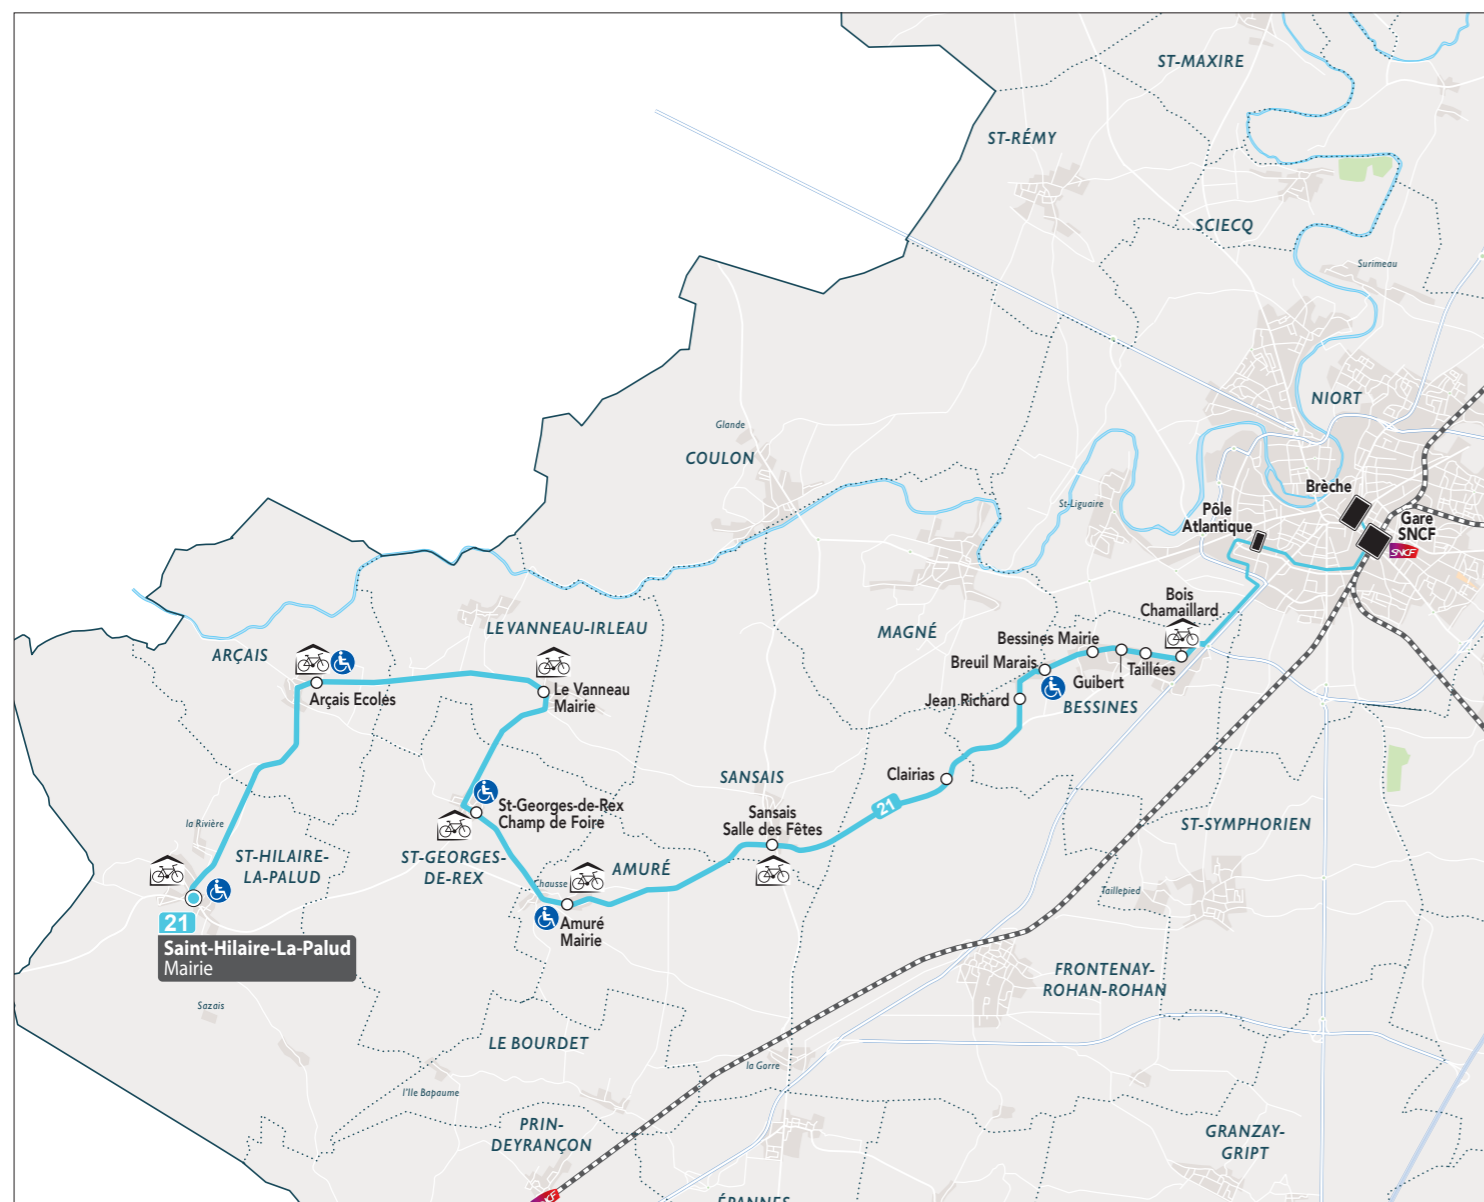 ST-MAXIRE
ST-RÉMY
SCIECQ
Surimeau
NIORT
Glande
COULON
Brèche
St-Liguaire
Pôle
Atlantique
Gare
SNCF
SNCF
Bois
Chamaillard
LE VANNEAU-IRLEAU
MAGNÉ
Bessines Mairie
ARÇAIS
Breuil Marais
Taillées
Guibert
Arçais Ecoles
Le Vanneau
Mairie
Jean Richard
BESSINES
Clairias
SANSAIS
21
St-Georges-de-Rex
Champ de Foire
Sansais
Salle des Fêtes
la Rivière
ST-SYMPHORIEN
ST-HILAIRE-
LA-PALUD
ST-GEORGES-
DE-REX
AMURÉ
Chausse
Taillepied
21
Amuré
Mairie
Saint-Hilaire-La-Palud
Mairie
FRONTENAY-
ROHAN-ROHAN
Sazais
LE BOURDET
la Gorre
l'Ile Bapaume
PRIN-
DEYRANÇON
GRANZAY-
GRIPT
ÉPANNES